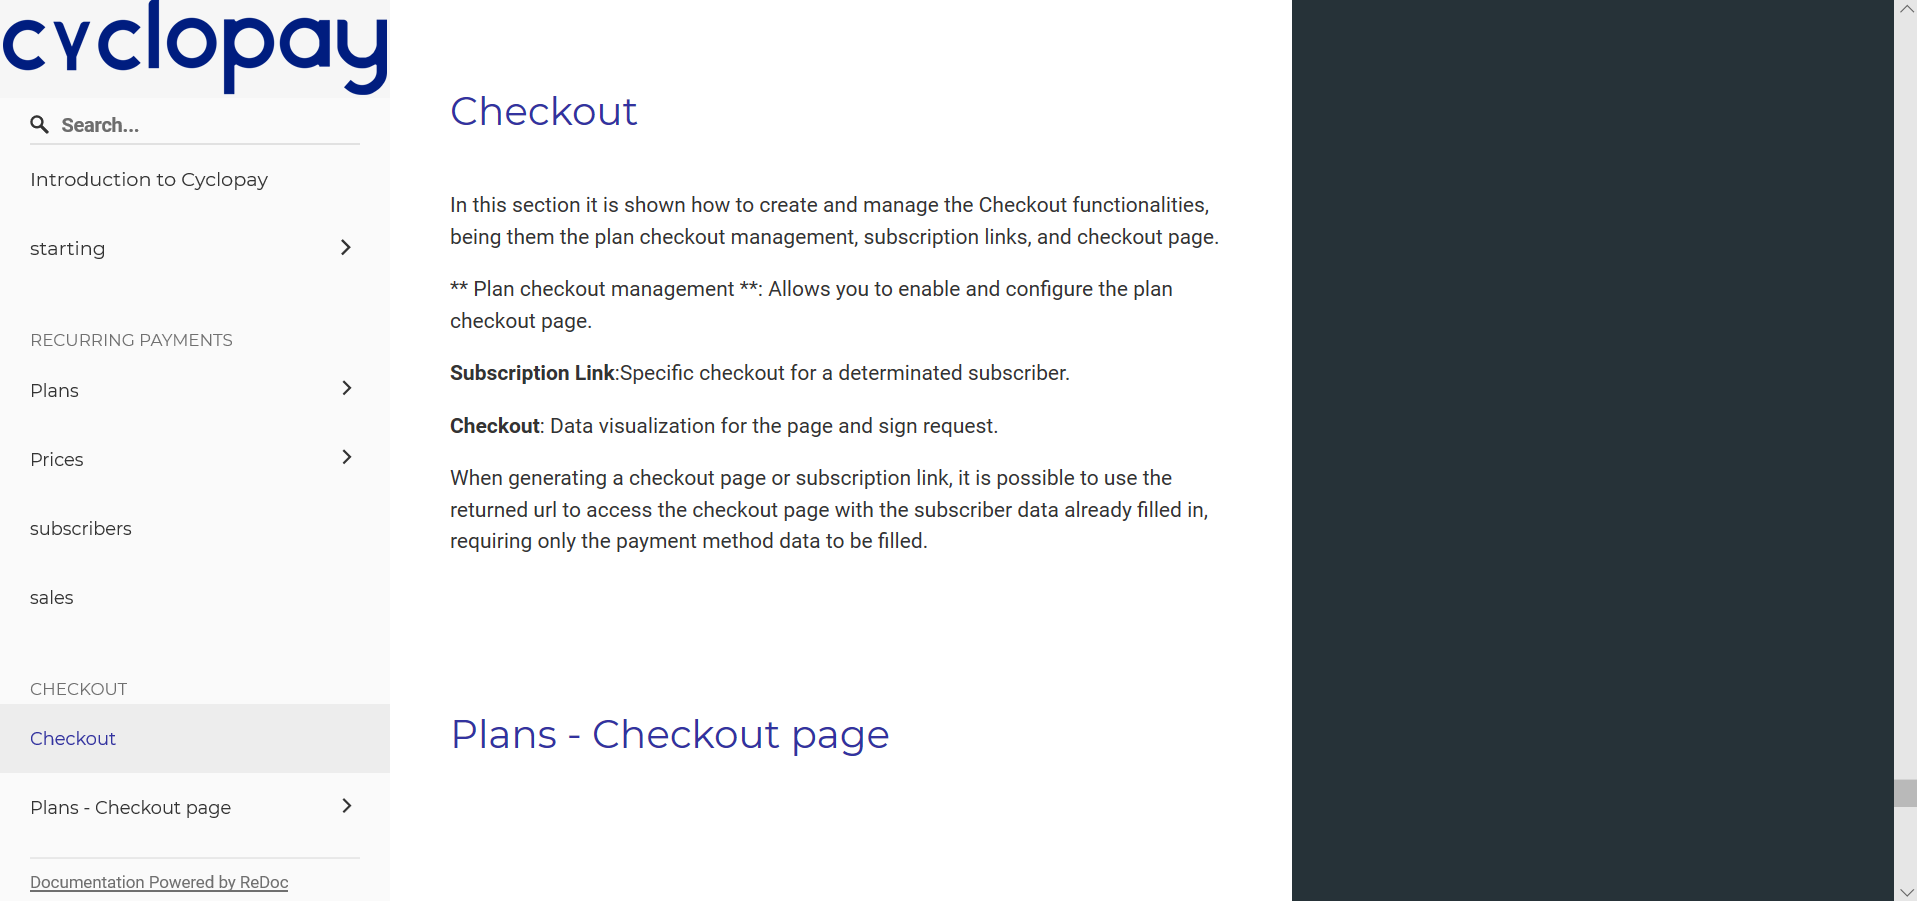 cyclopay
Search...
Introduction to Cyclopay
starting
RECURRING PAYMENTS
Plans
Prices
subscribers
sales
CHECKOUT
Checkout
Plans - Checkout page
Documentation Powered by ReDoc
Checkout
In this section it is shown how to create and manage the Checkout functionalities,
being them the plan checkout management, subscription links, and checkout page.
** Plan checkout management **: Allows you to enable and configure the plan
checkout page.
Subscription Link:Specific checkout for a determinated subscriber.
Checkout: Data visualization for the page and sign request.
When generating a checkout page or subscription link, it is possible to use the
returned url to access the checkout page with the subscriber data already filled in,
requiring only the payment method data to be filled.
Plans - Checkout page